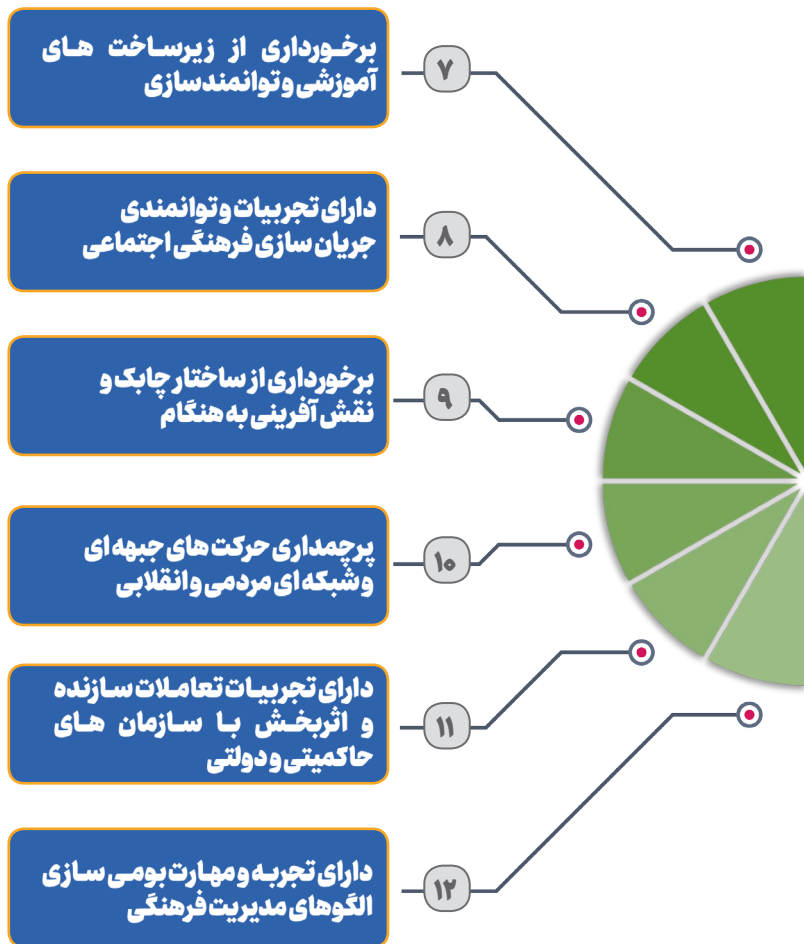 ۷
برخورداری از زیرساخت های
آموزشی و توانمندسازی
۸
دارای تجربیات و توانمندی
جریان سازی فرهنگی اجتماعی
۹
برخورداری از ساختار چابک و
نقش آفرینی به هنگام
۱۰
پرچمداری حرکت های جبهه ای
و شبکه ای مردمی و انقلابی
۱۱
دارای تجربیات تعاملات سازنده
و اثربخش با سازمان های
حاکمیتی و دولتی
۱۲
دارای تجربه و مهارت بومی سازی
الگوهای مدیریت فرهنگی